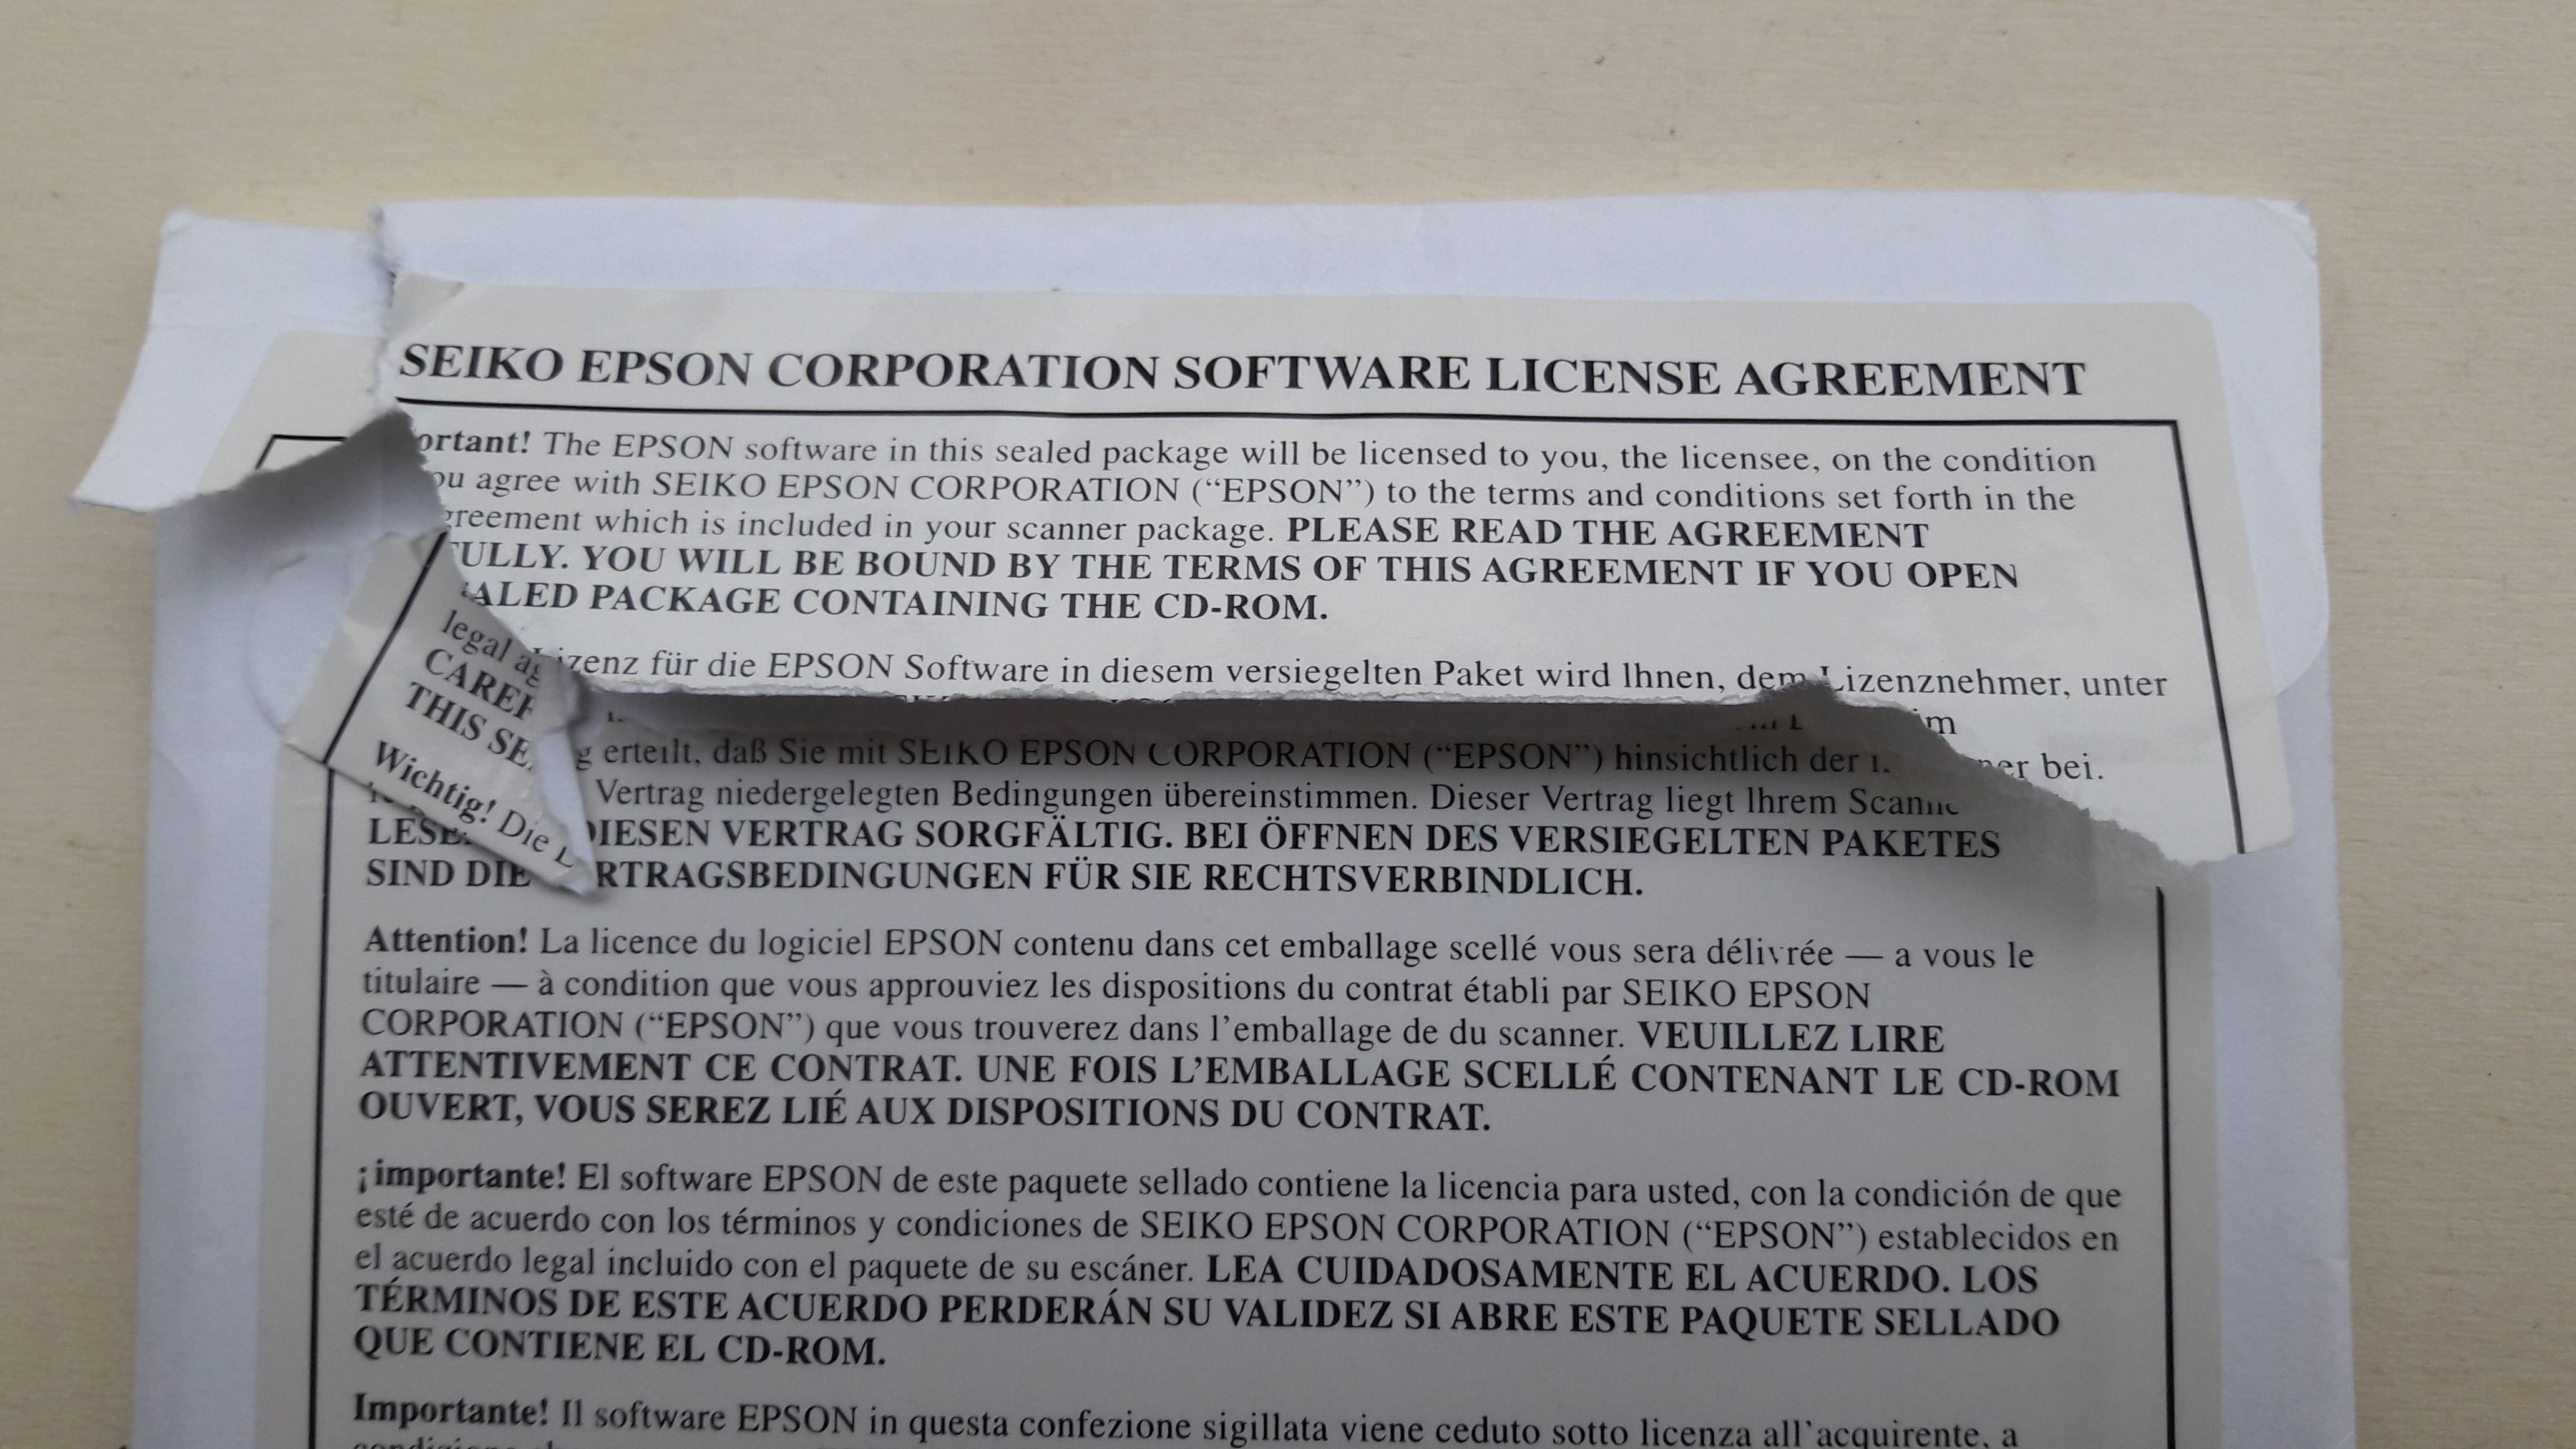 SEIKO EPSON CORPORATION SOFTWARE LICENSE AGREEMENT
ortant! The EPSON software in this sealed package will be licensed to you, the licensee, on the condition
ou agree with SEIKO EPSON CORPORATION (“EPSON”) to the terms and conditions set forth in the
greement which is included in your scanner package. PLEASE READ THE AGREEMENT
FULLY. YOU WILL BE BOUND BY THE TERMS OF THIS AGREEMENT IF YOU OPEN
ALED PACKAGE CONTAINING THE CD-ROM.
legal ag
CAREF
THIS SE
Wichtig! Die L
izenz für die EPSON Software in diesem versiegelten Paket wird Ihnen, dem Lizenznehmer, unter
im
g erteilt, daß Sie mit SEIKO EPSON CORPORATION (“EPSON”) hinsichtlich der
ner bei.
Vertrag niedergelegten Bedingungen übereinstimmen. Dieser Vertrag liegt Ihrem Scanne
LESE DIESEN VERTRAG SORGFÄLTIG. BEI ÖFFNEN DES VERSIEGELTEN PAKETES
SIND DIE RTRAGSBEDINGUNGEN FÜR SIE RECHTSVERBINDLICH.
Attention! La licence du logiciel EPSON contenu dans cet emballage scellé vous sera délivrée — a vous le
titulaire — à condition que vous approuviez les dispositions du contrat établi par SEIKO EPSON
CORPORATION (“EPSON”) que vous trouverez dans l’emballage de du scanner. VEUILLEZ LIRE
ATTENTIVEMENT CE CONTRAT. UNE FOIS L’EMBALLAGE SCELLÉ CONTENANT LE CD-ROM
OUVERT, VOUS SEREZ LIÉ AUX DISPOSITIONS DU CONTRAT.
¡importante! El software EPSON de este paquete sellado contiene la licencia para usted, con la condición de que
esté de acuerdo con los términos y condiciones de SEIKO EPSON CORPORATION (“EPSON”) establecidos en
el acuerdo legal incluido con el paquete de su escáner. LEA CUIDADOSAMENTE EL ACUERDO. LOS
TÉRMINOS DE ESTE ACUERDO PERDERÁN SU VALIDEZ SI ABRE ESTE PAQUETE SELLADO
QUE CONTIENE EL CD-ROM.
Importante! Il software EPSON in questa confezione sigillata viene ceduto sotto licenza all’acquirente, a